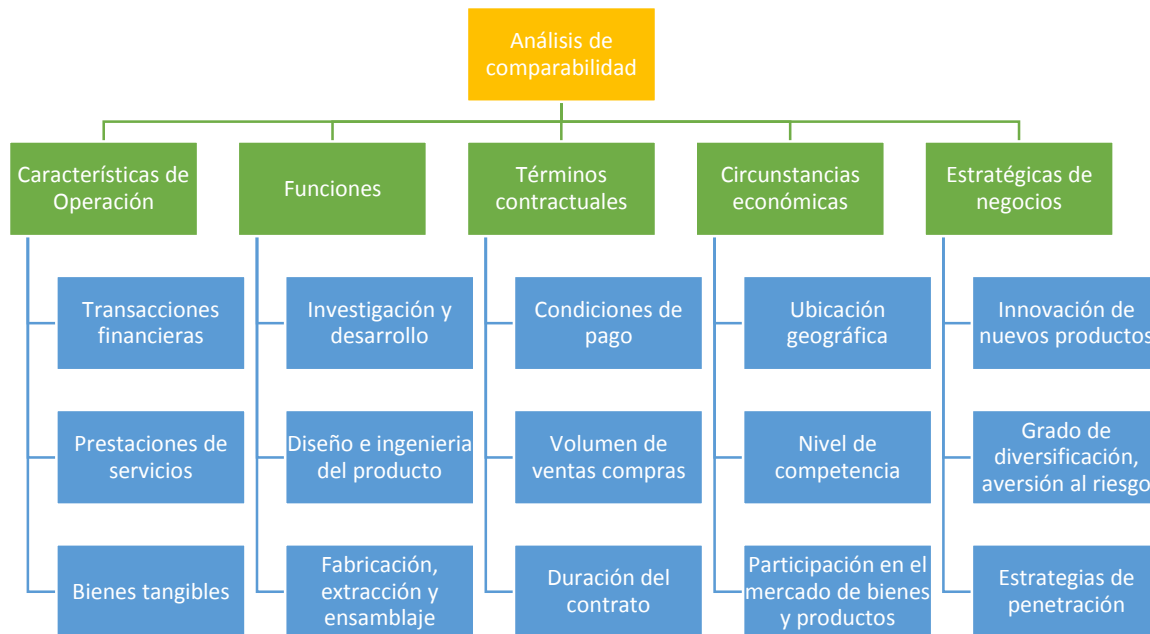 Análisis de
comparabilidad
Características de
Operación
Funciones
Términos
contractuales
Circunstancias
económicas
Estratégicas de
negocios
Transacciones
financieras
Investigación y
desarrollo
Condiciones de
pago
Ubicación
geográfica
Innovación de
nuevos productos
Prestaciones de
servicios
Diseño e ingenieria
del producto
Volumen de
ventas compras
Nivel de
competencia
Grado de
diversificación,
aversión al riesgo
Bienes tangibles
Fabricación,
extracción y
ensamblaje
Duración del
contrato
Participación en el
mercado de bienes
y productos
Estrategias de
penetración